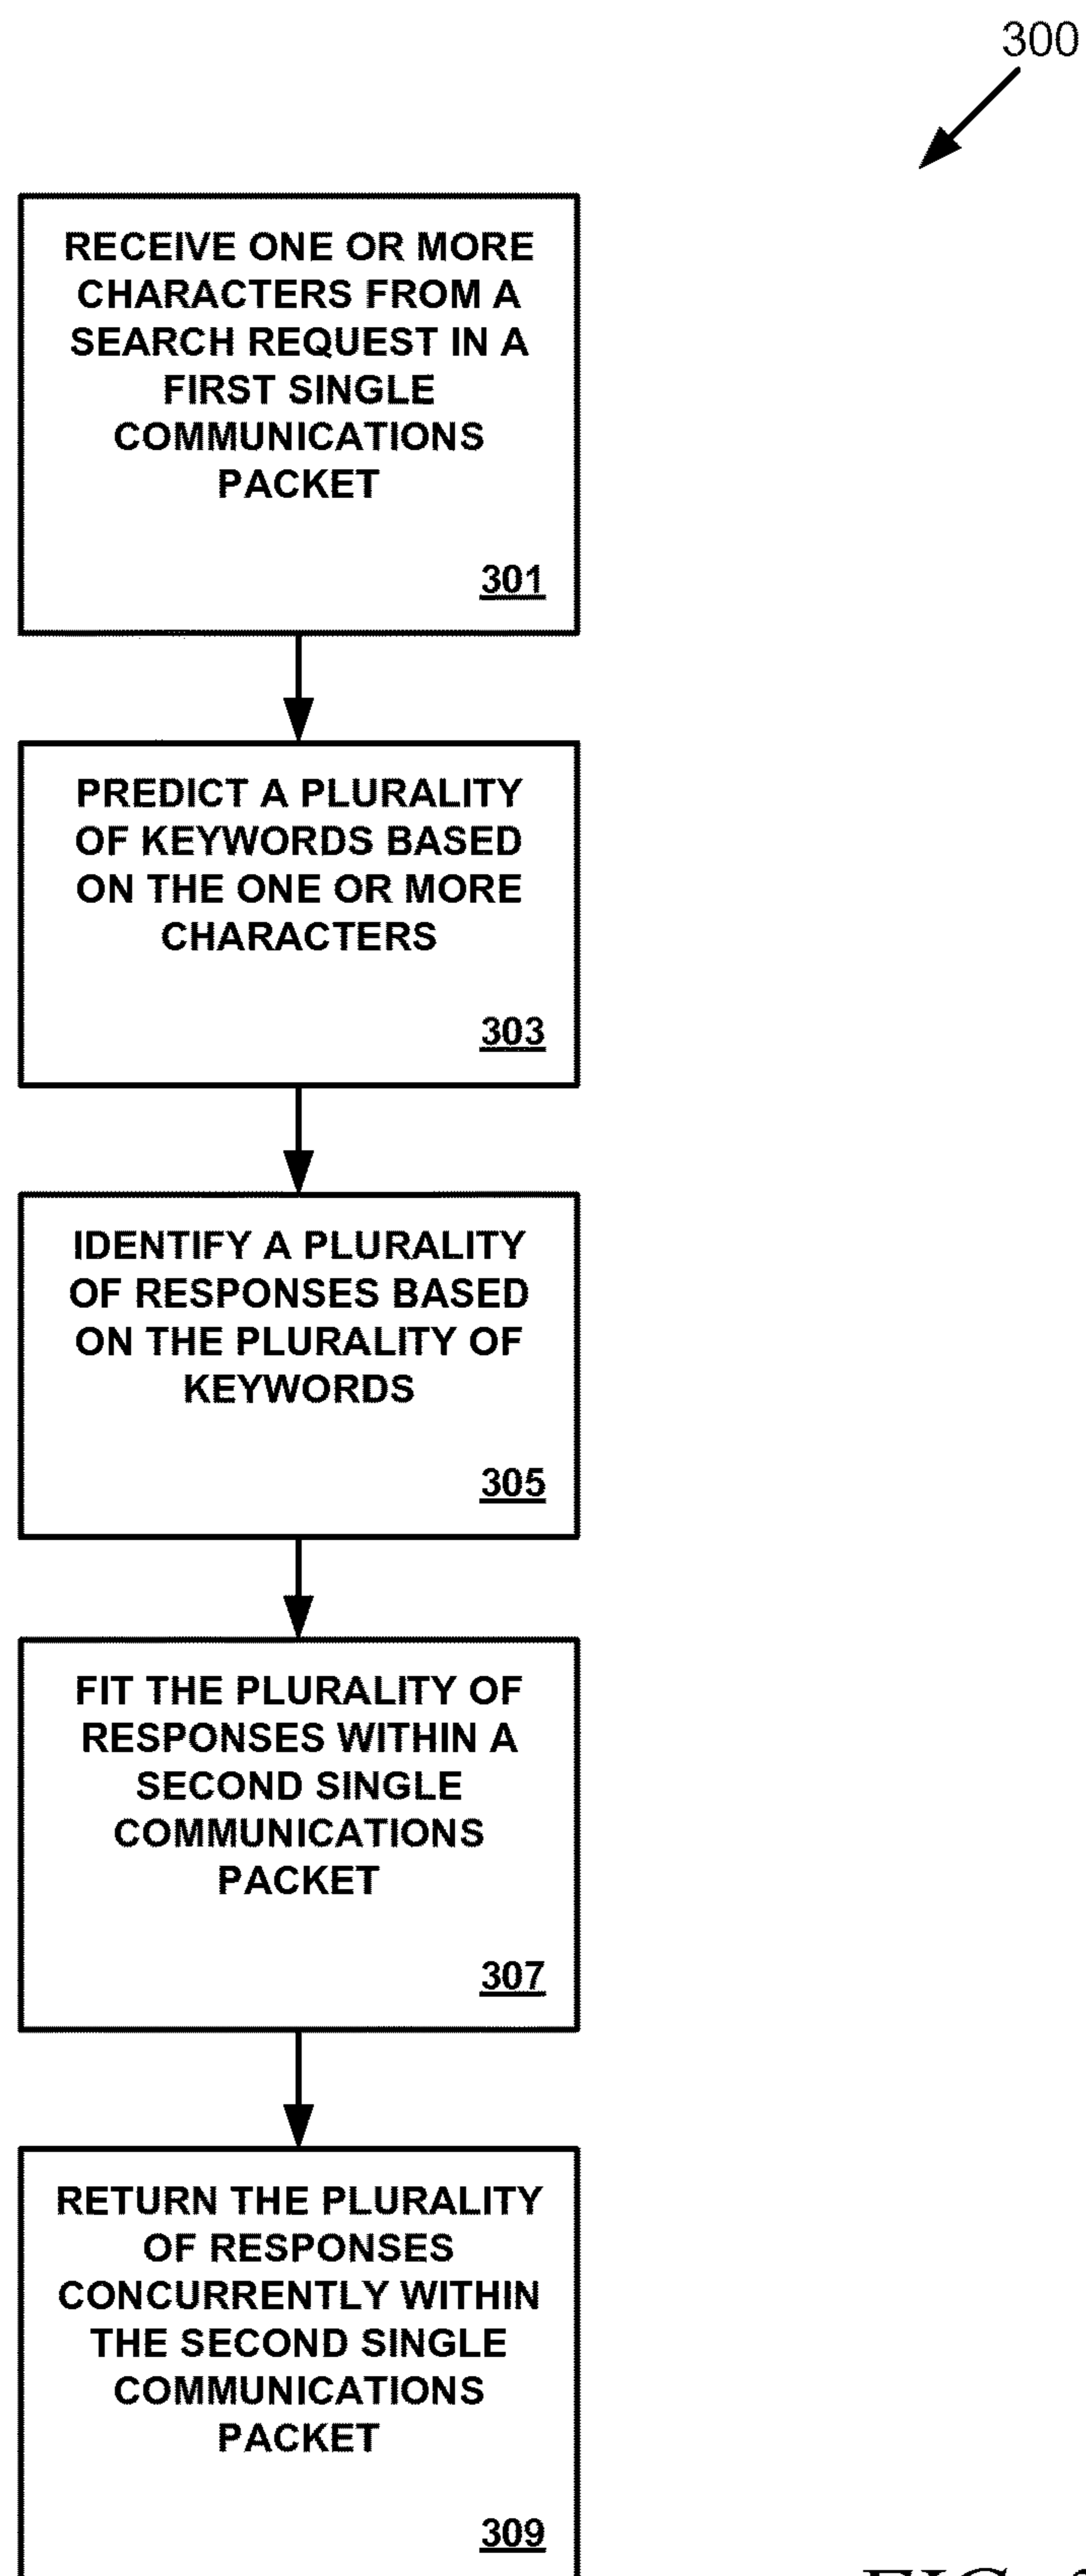 300
RECEIVE ONE OR MORE
CHARACTERS FROM A
SEARCH REQUEST IN A
FIRST SINGLE
COMMUNICATIONS
PACKET
301
PREDICT A PLURALITY
OF KEYWORDS BASED
ON THE ONE OR MORE
CHARACTERS
303
IDENTIFY A PLURALITY
OF RESPONSES BASED
ON THE PLURALITY OF
KEYWORDS
305
FIT THE PLURALITY OF
RESPONSES WITHIN A
SECOND SINGLE
COMMUNICATIONS
PACKET
307
RETURN THE PLURALITY
OF RESPONSES
CONCURRENTLY WITHIN
THE SECOND SINGLE
COMMUNICATIONS
PACKET
309